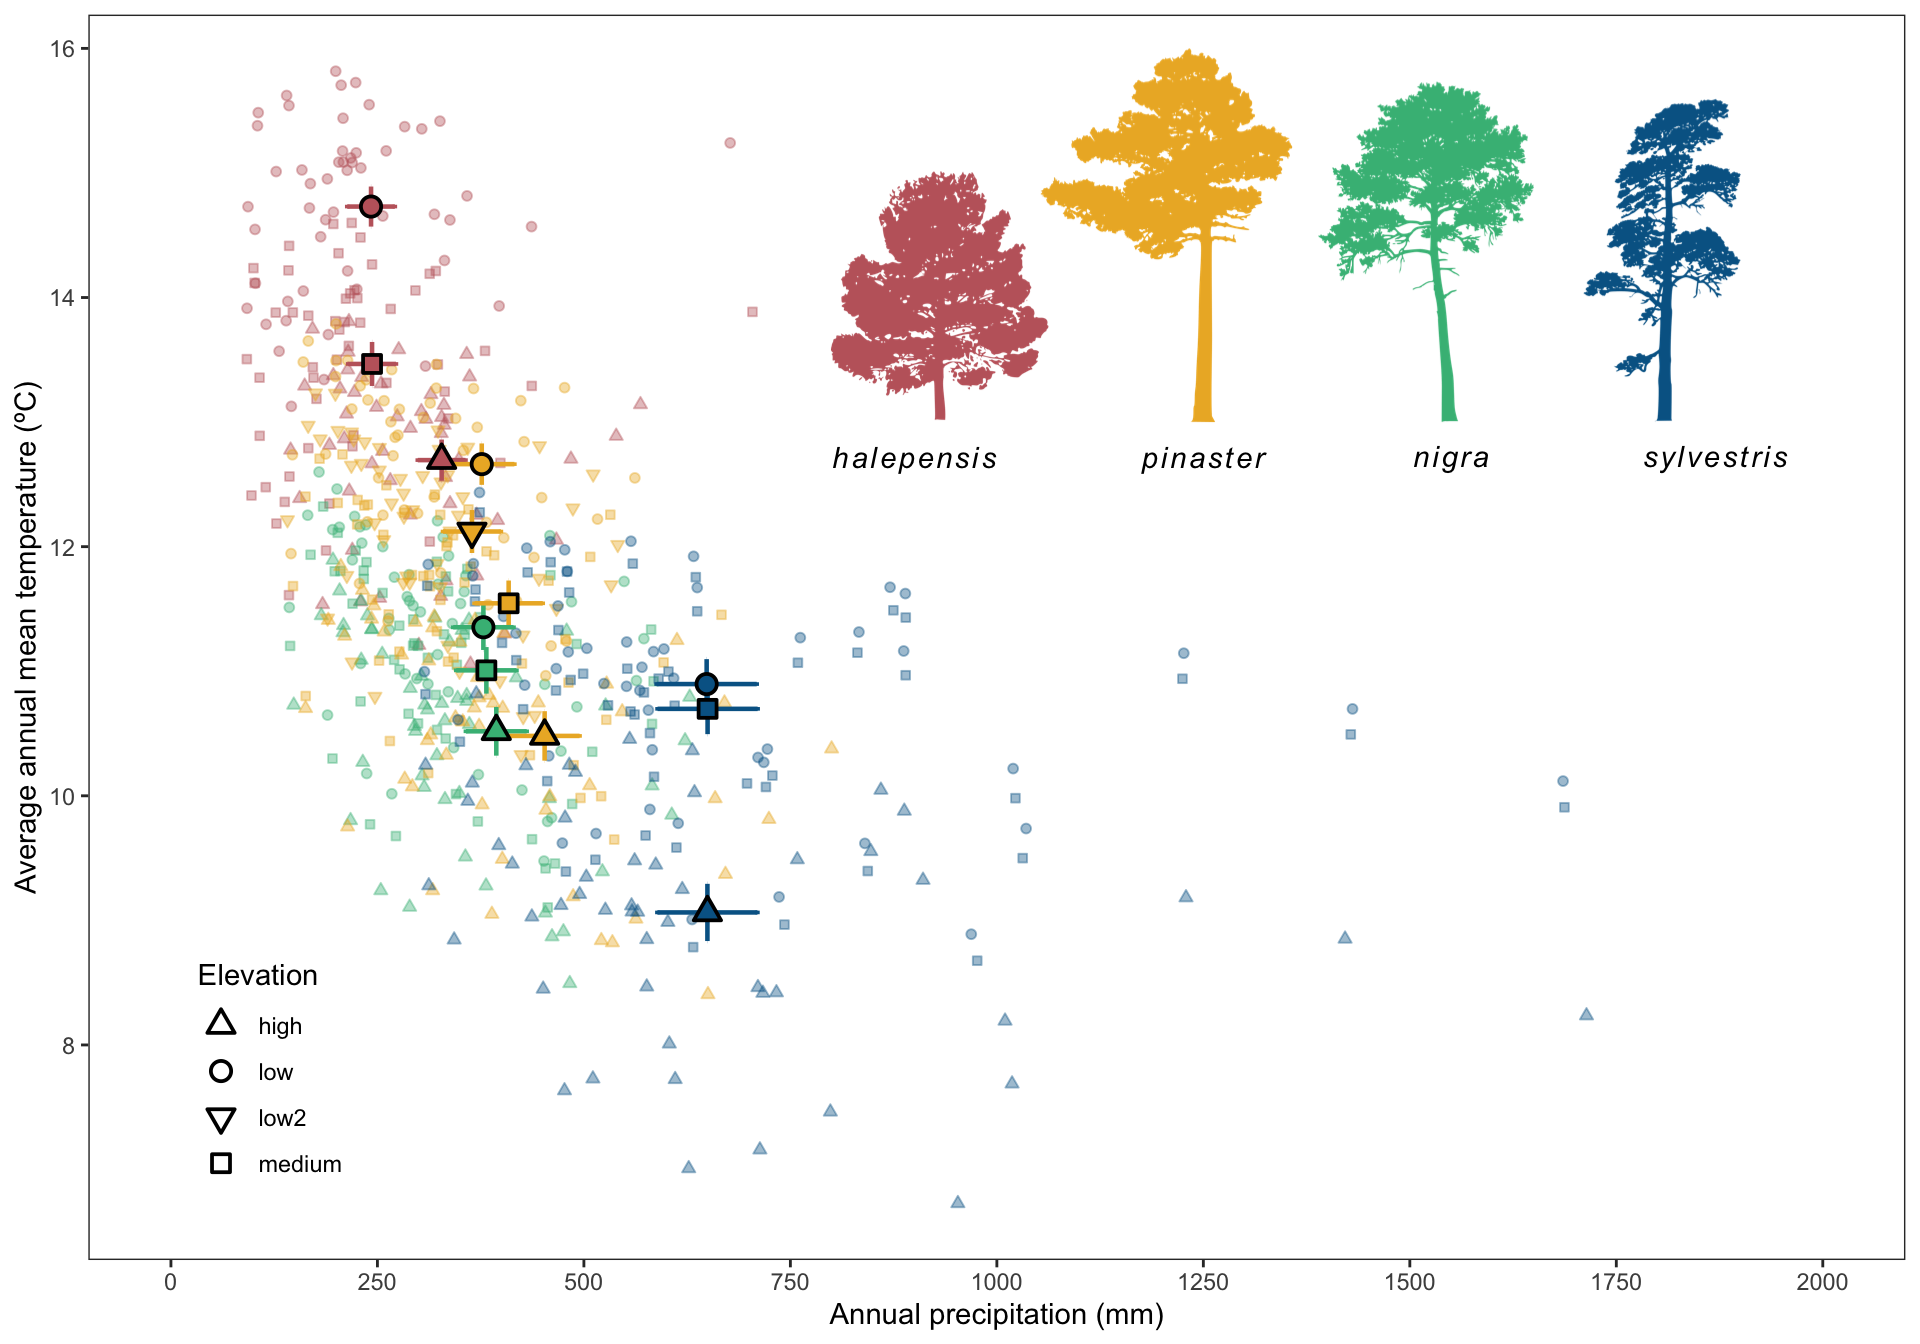 16
14
12
10
8
Average annual mean temperature (ºC)
halepensis pinaster nigra sylvestris
Elevation
high
low
low2
medium
0 250 500 750 1000 1250 1500 1750 2000
Annual precipitation (mm)